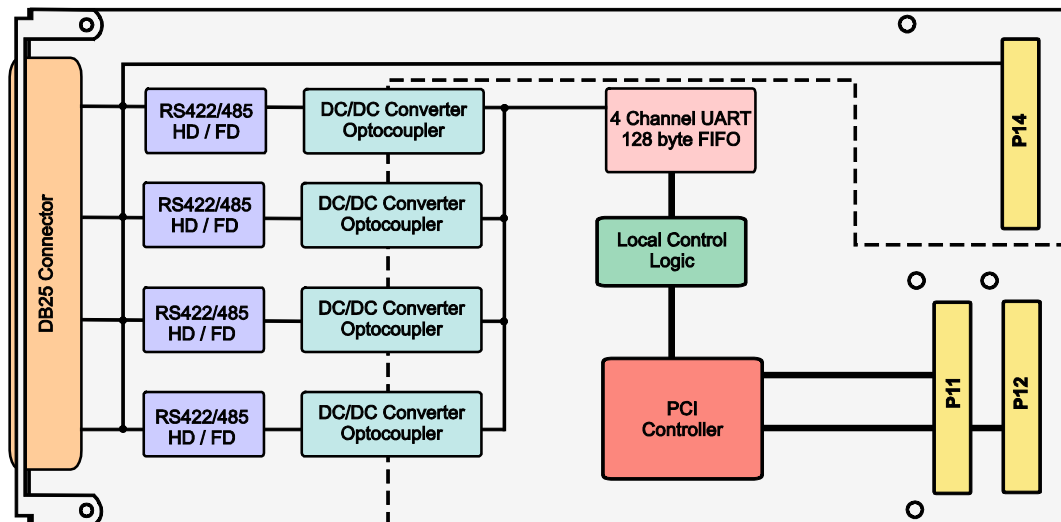 DB25 Connector
RS422/485
HD / FD
DC/DC Converter
Optocoupler
4 Channel UART
128 byte FIFO
P14
RS422/485
HD / FD
DC/DC Converter
Optocoupler
Local Control
Logic
RS422/485
HD / FD
DC/DC Converter
Optocoupler
PCI
Controller
P11
P12
RS422/485
HD / FD
DC/DC Converter
Optocoupler